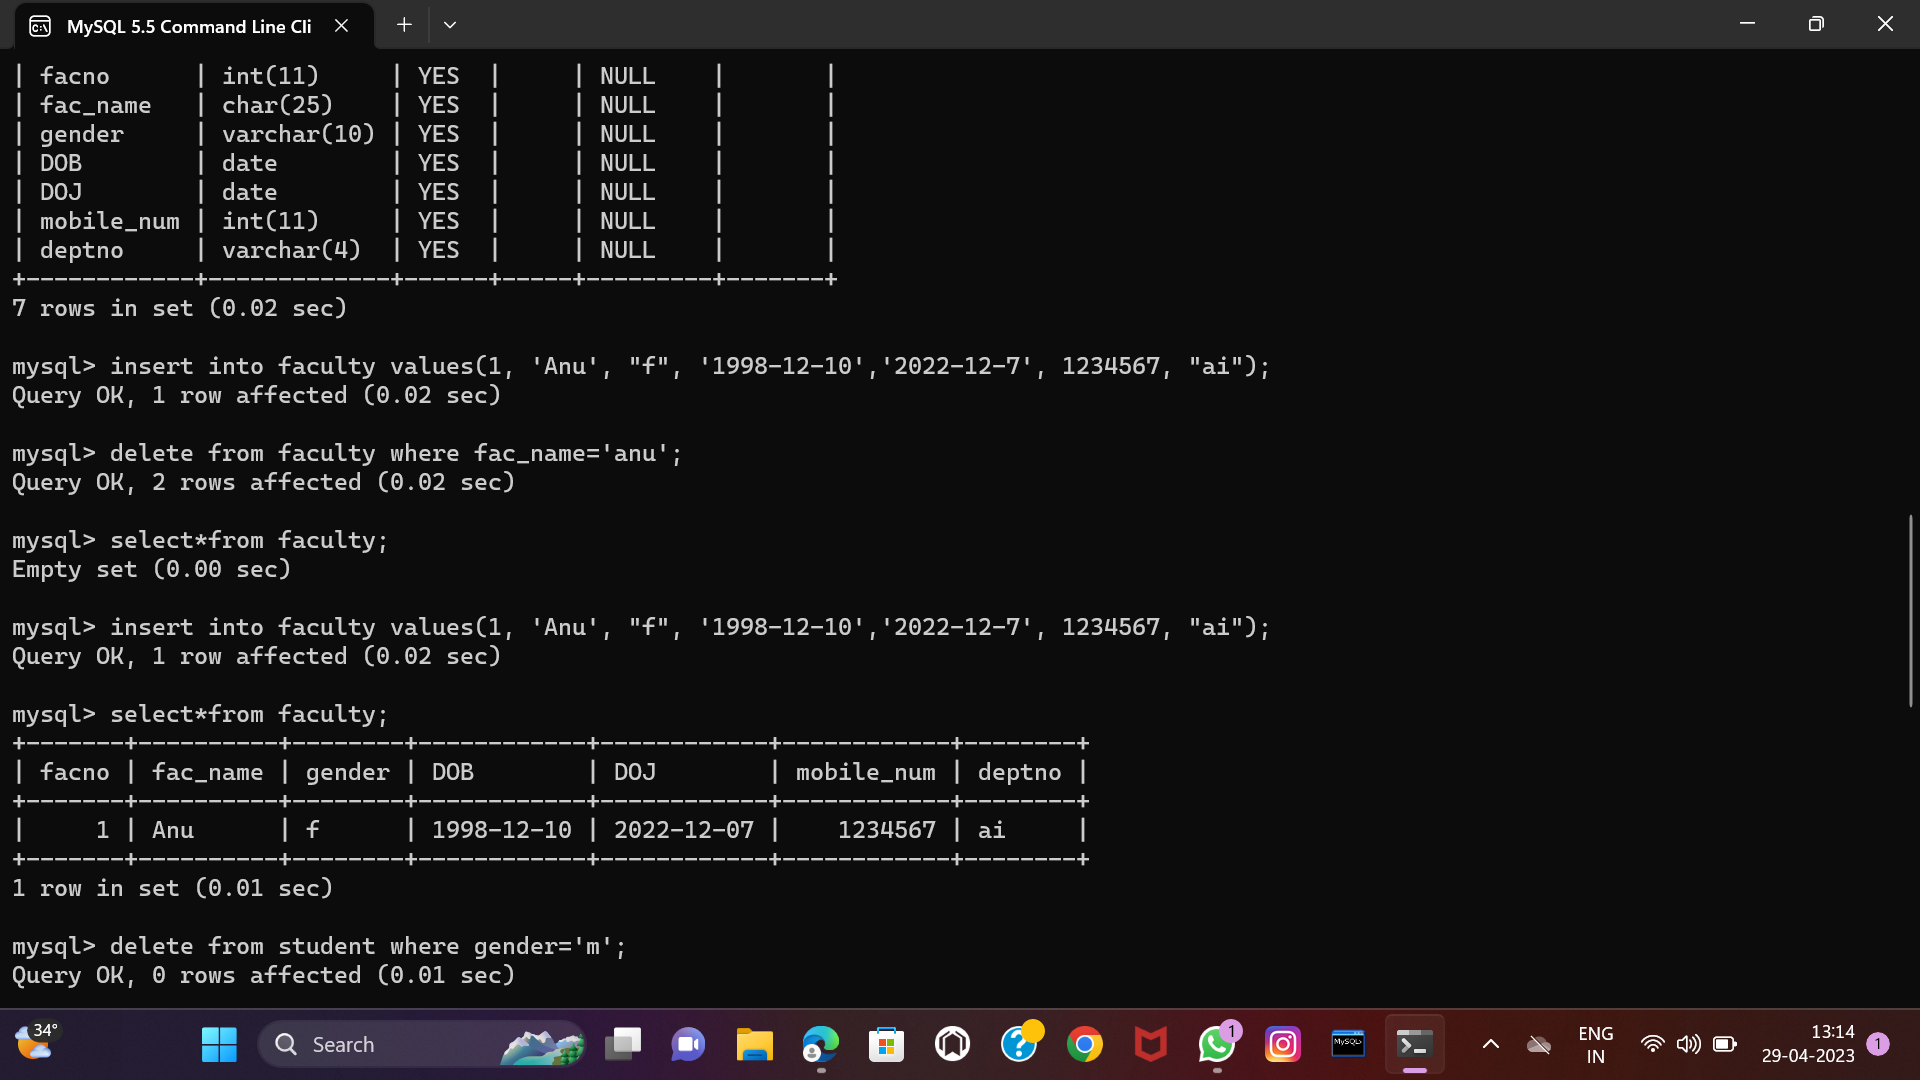 MySQL 5.5 Command Line Cli
| facno      | int(11)     | YES  |     | NULL    |       |
| fac_name   | char(25)    | YES  |     | NULL    |       |
| gender     | varchar(10) | YES  |     | NULL    |       |
| DOB        | date        | YES  |     | NULL    |       |
| DOJ        | date        | YES  |     | NULL    |       |
| mobile_num | int(11)     | YES  |     | NULL    |       |
| deptno     | varchar(4)  | YES  |     | NULL    |       |
+------------+-------------+------+-----+---------+-------+
7 rows in set (0.02 sec)
mysql> insert into faculty values(1, 'Anu', "f", '1998-12-10','2022-12-7', 1234567, "ai");
Query OK, 1 row affected (0.02 sec)
mysql> delete from faculty where fac_name='anu';
Query OK, 2 rows affected (0.02 sec)
mysql> select*from faculty;
Empty set (0.00 sec)
mysql> insert into faculty values(1, 'Anu', "f", '1998-12-10','2022-12-7', 1234567, "ai");
Query OK, 1 row affected (0.02 sec)
mysql> select*from faculty;
+-------+----------+--------+------------+------------+------------+--------+
| facno | fac_name | gender | DOB        | DOJ        | mobile_num | deptno |
+-------+----------+--------+------------+------------+------------+--------+
|     1 | Anu      | f      | 1998-12-10 | 2022-12-07 |    1234567 | ai     |
+-------+----------+--------+------------+------------+------------+--------+
1 row in set (0.01 sec)
mysql> delete from student where gender='m';
Query OK, 0 rows affected (0.01 sec)
34°
Search
1
MySQL>
ENG
IN
13:14
29-04-2023
1